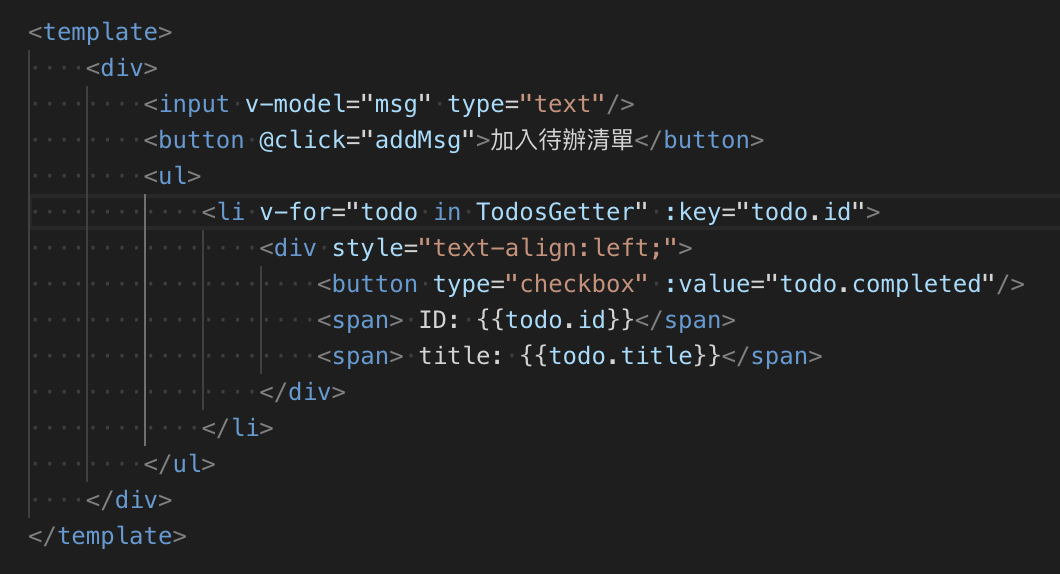 <template>
    <div>
        <input v-model="msg" type="text"/>
        <button @click="addMsg">加入待辦清單</button>
        <ul>
            <li v-for="todo in TodosGetter" :key="todo.id">
                <div style="text-align:left;">
                    <button type="checkbox" :value="todo.completed"/>
                    <span> ID: {{todo.id}}</span>
                    <span> title: {{todo.title}}</span>
                </div>
            </li>
        </ul>
    </div>
</template>